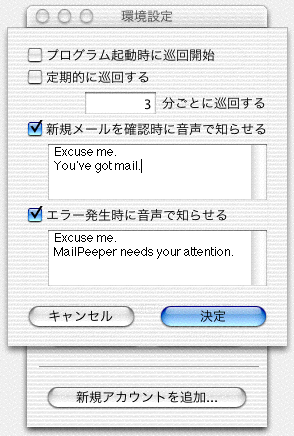 環境設定
プログラム起動時に巡回開始
定期的に巡回する
3 分ごとに巡回する
新規メールを確認時に音声で知らせる
Excuse me.
You've got mail.
エラー発生時に音声で知らせる
Excuse me.
MailPeeper needs your attention.
キャンセル 決定
新規アカウントを追加...